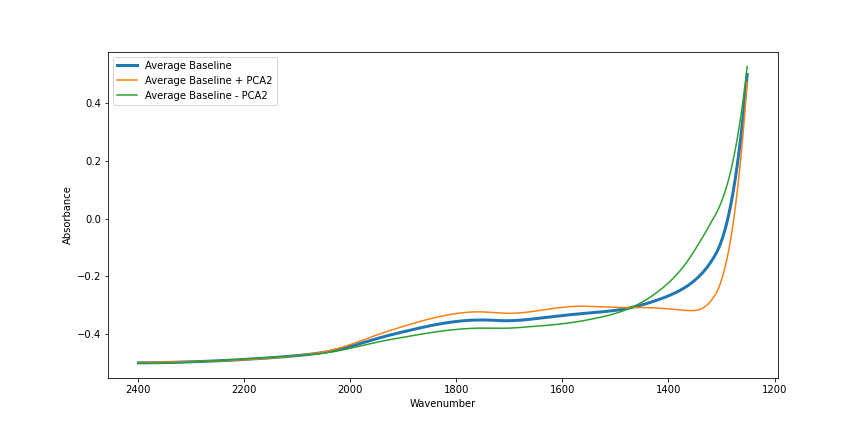 Average Baseline
Average Baseline + PCA2
Average Baseline - PCA2
0.4
0.2
0.0
−0.2
−0.4
Absorbance
2400 2200 2000 1800 1600 1400 1200
Wavenumber